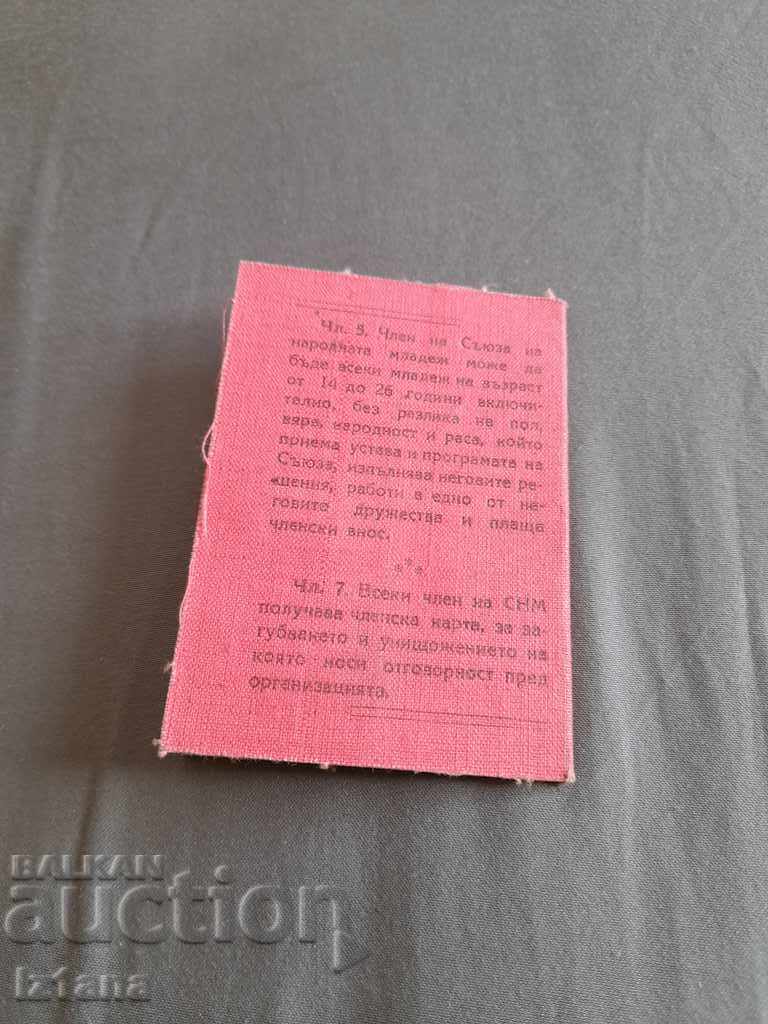 Чл. 5. Член на Съюза на
народната младеж може да
бъде всеки младеж на възраст
от 14 до 26 години включи-
телно, без разлика на пол,
вяра, народност и раса, който
приема устава и програмата на
Съюза, изпълнява неговите ре-
шения, работи в едно от не-
говите дружества и плаща
членски внос.
***
Чл. 7. Всеки член на СНМ
получава членска карта, за за-
губването и унищожението на
която носи отговорност пред
организацията.
BALKAN
auction
iz1ana